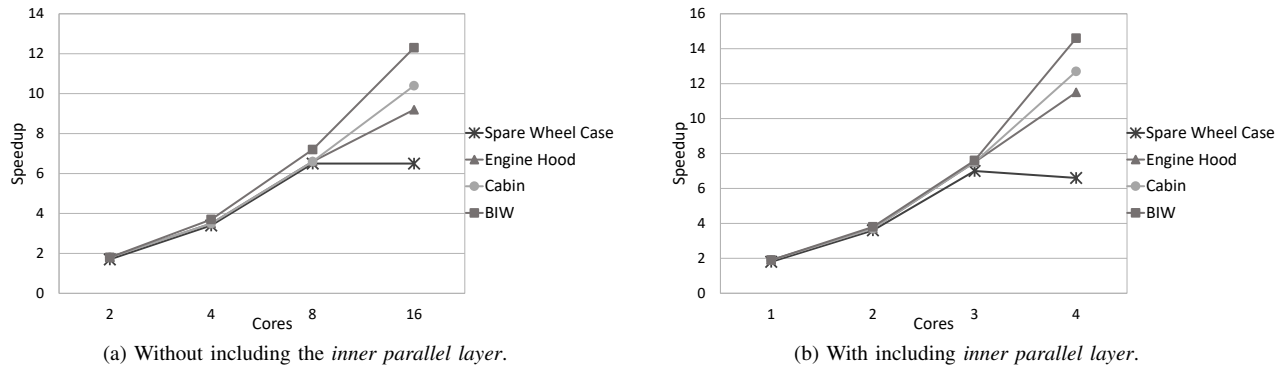 14
12
10
8
6
4
2
0
Speedup
2 4 8 16
Cores
Spare Wheel Case
Engine Hood
Cabin
BIW
(a) Without including the inner parallel layer.
16
14
12
10
8
6
4
2
0
Speedup
1 2 3 4
Cores
Spare Wheel Case
Engine Hood
Cabin
BIW
(b) With including inner parallel layer.